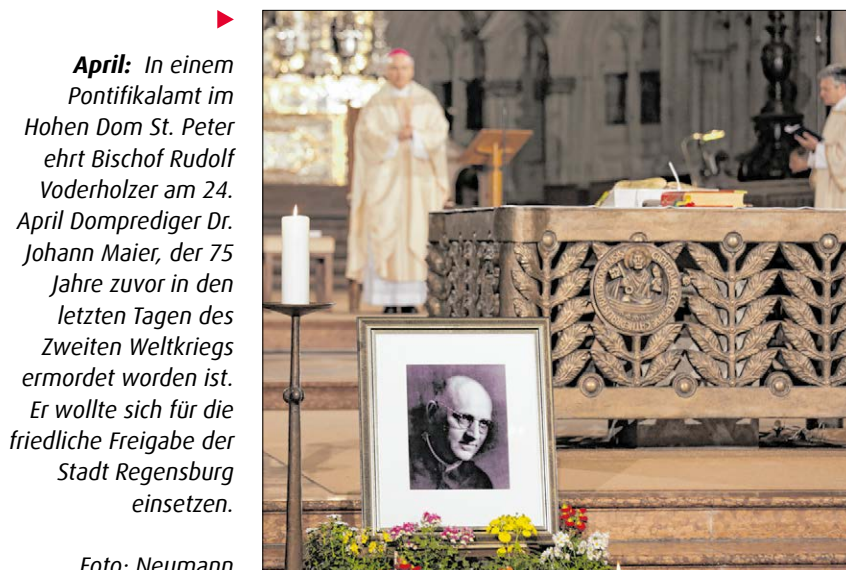 April: In einem
Pontifikalamt im
Hohen Dom St. Peter
ehrt Bischof Rudolf
Voderholzer am 24.
April Domprediger Dr.
Johann Maier, der 75
Jahre zuvor in den
letzten Tagen des
Zweiten Weltkriegs
ermordet worden ist.
Er wollte sich für die
friedliche Freigabe der
Stadt Regensburg
einsetzen.
Foto: Neumann